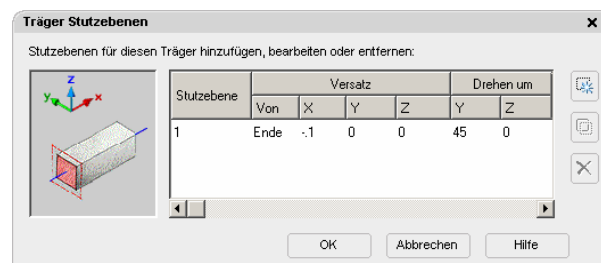 Träger Stutzebenen
Stutzebenen für diesen Träger hinzufügen, bearbeiten oder entfernen:
Z
Y X
Stutzebene Versatz Drehen um
Von X Y Z Y Z
1 Ende -.1 0 0 45 0
OK Abbrechen Hilfe